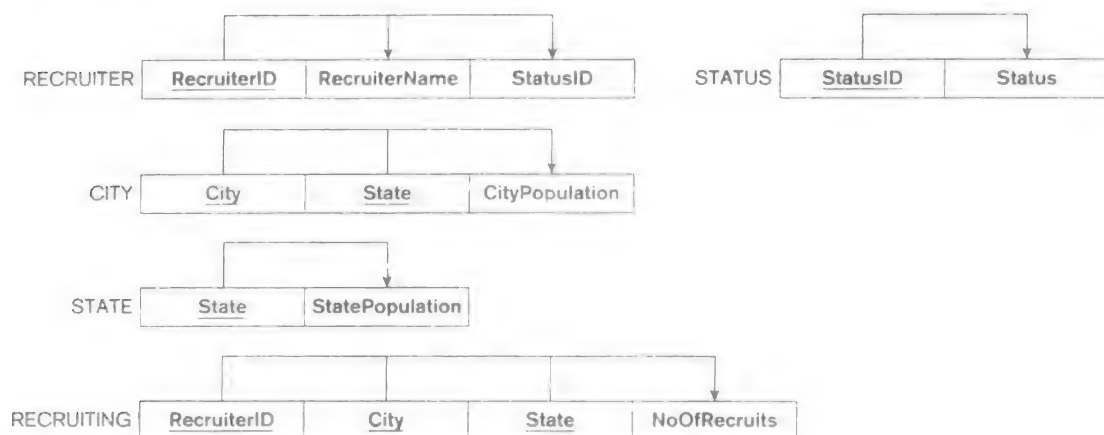 RECRUITER RecruiterID RecruiterName StatusID STATUS StatusID Status
CITY City State CityPopulation
STATE State StatePopulation
RECRUITING RecruiterID City State NoOfRecruits